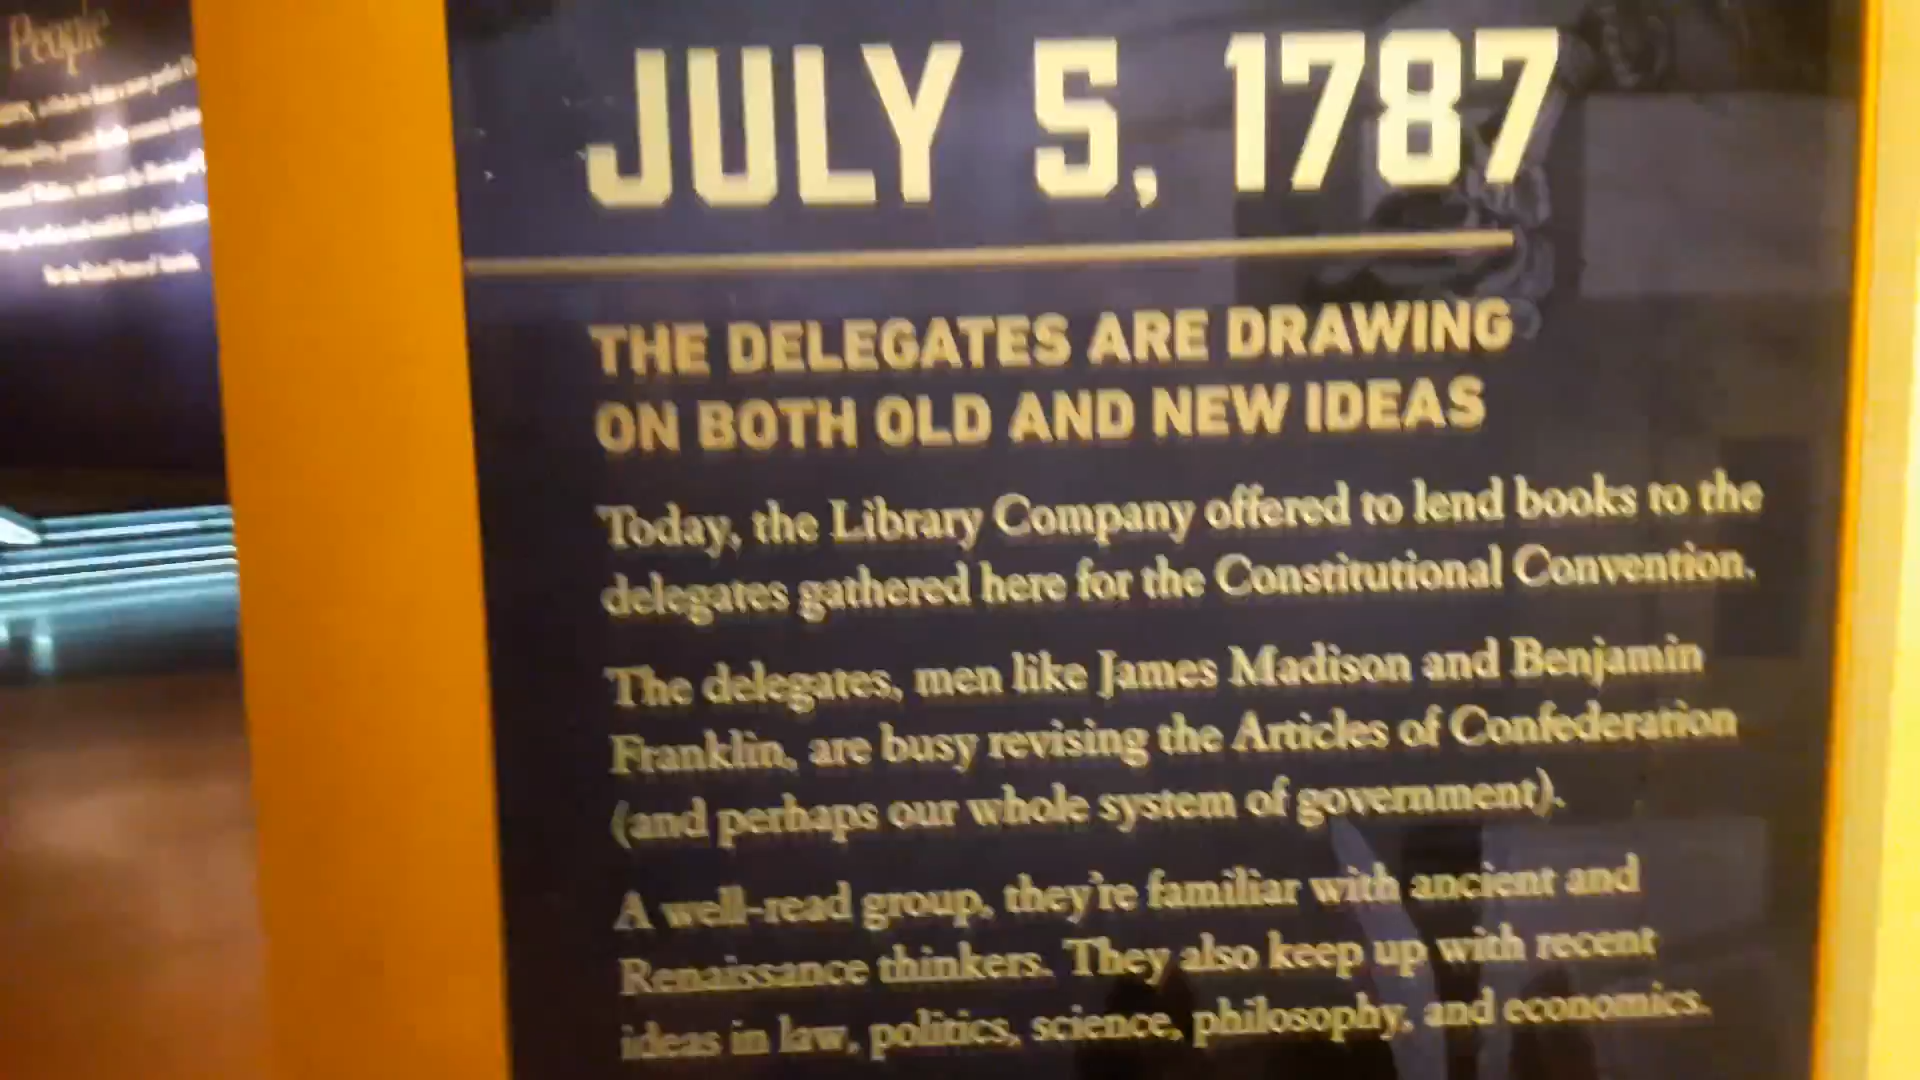 People
JULY 5, 1787
THE DELEGATES ARE DRAWING
ON BOTH OLD AND NEW IDEAS
Today, the Library Company offered to lend books to the
delegates gathered here for the Constitutional Convention.
The delegates, men like James Madison and Benjamin
Franklin, are busy revising the Articles of Confederation
(and perhaps our whole system of government).
A well-read group, they're familiar with ancient and
Renaissance thinkers. They also keep up with recent
ideas in law, politics, science, philosophy, and economics.